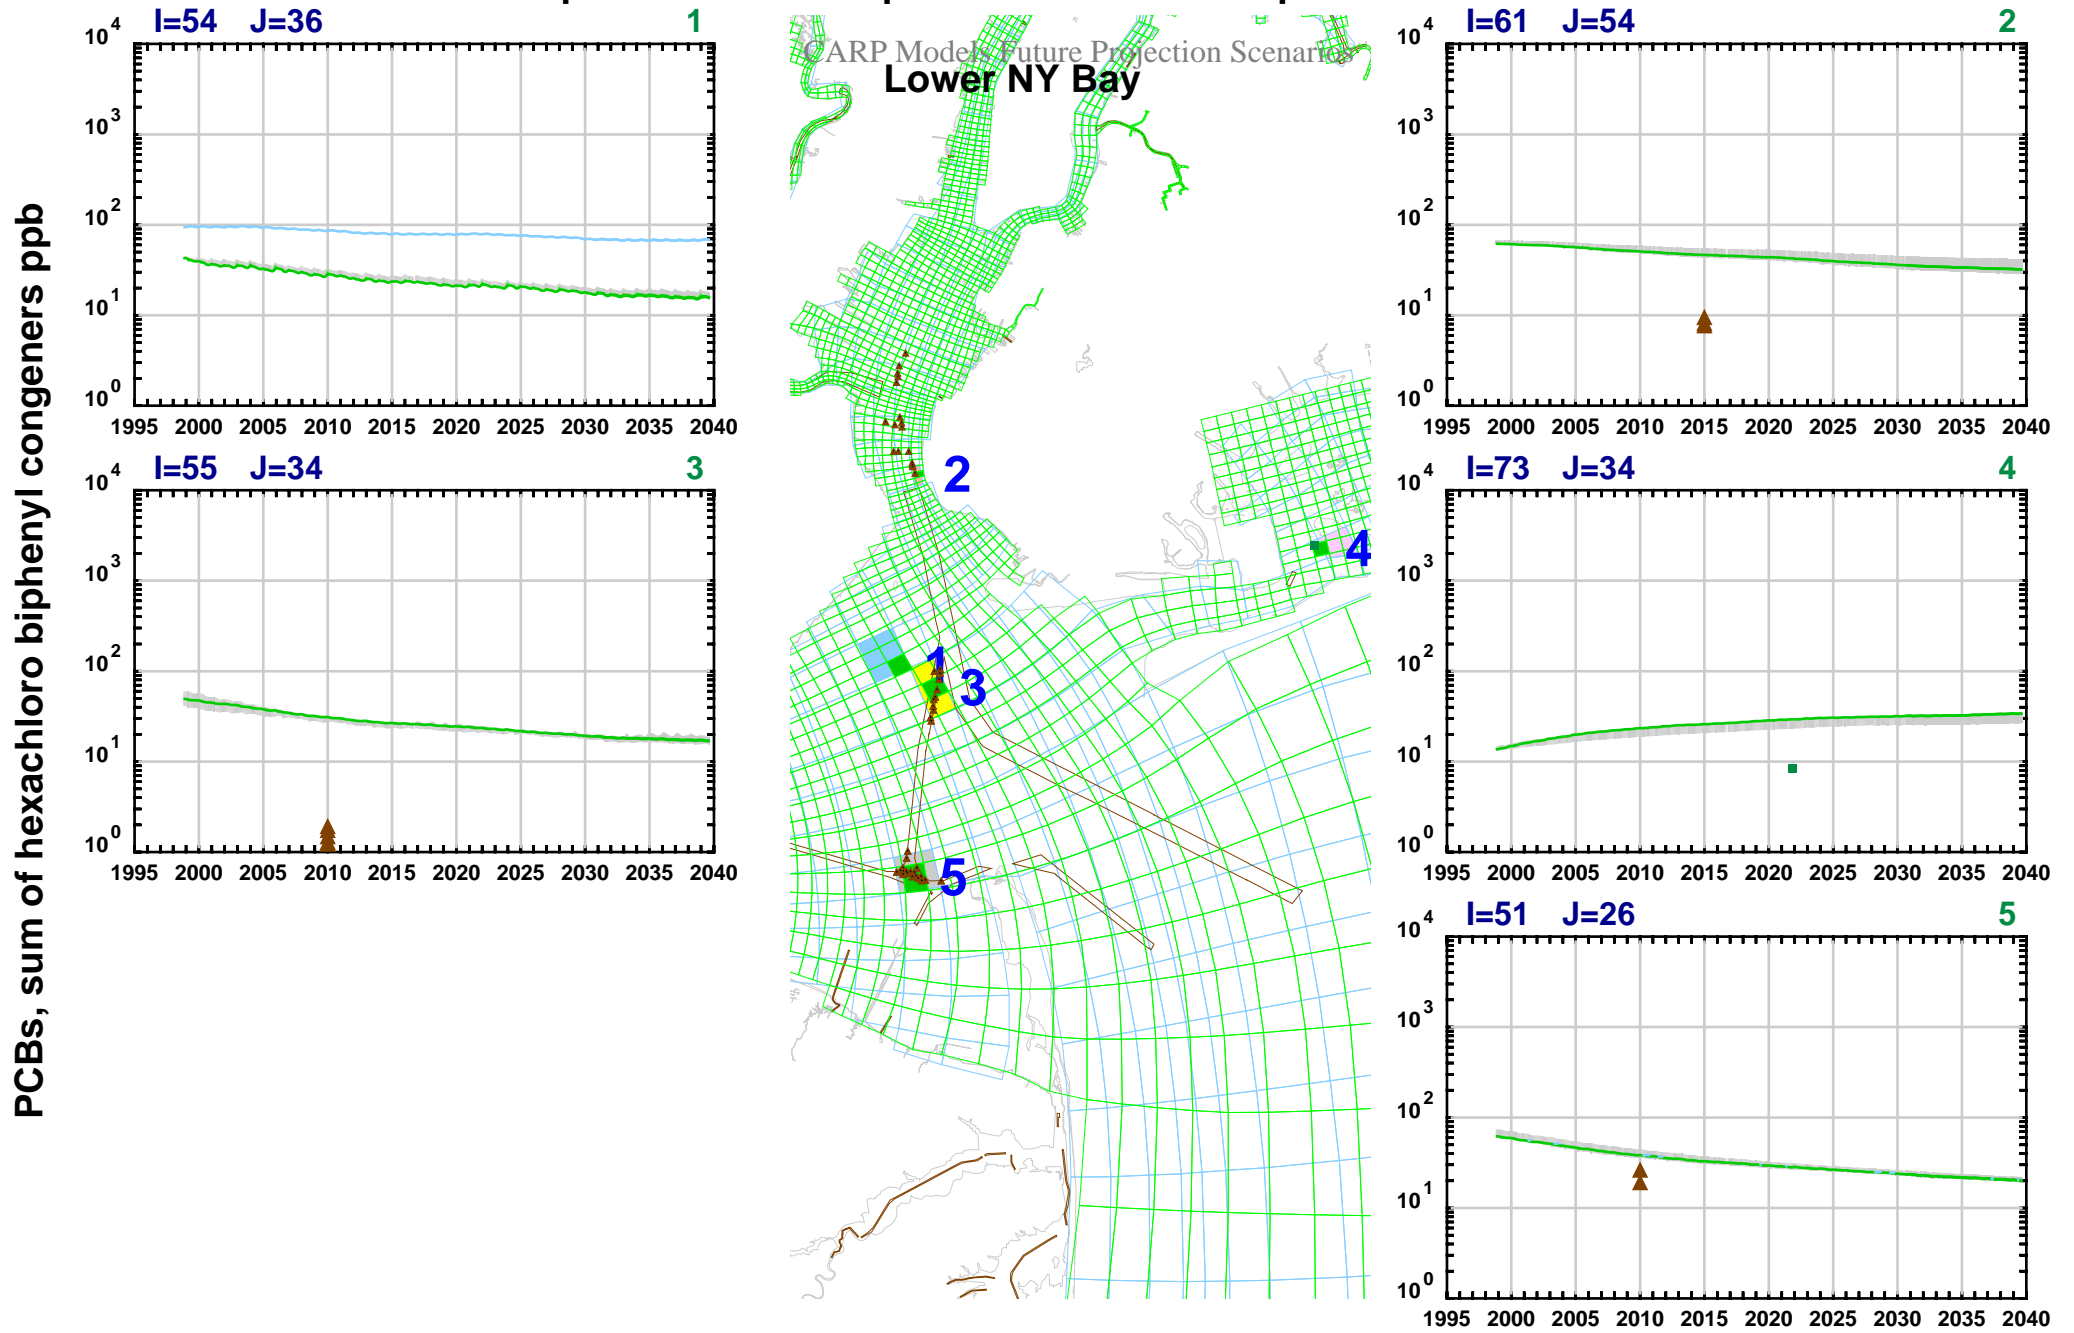 CARP Models Future Projection Scenarios
Lower NY Bay
PCBs, sum of hexachloro biphenyl congeners ppb
I=54 J=36 1
10^4
10^3
10^2
10^1
10^0
1995 2000 2005 2010 2015 2020 2025 2030 2035 2040
I=61 J=54 2
10^4
10^3
10^2
10^1
10^0
1995 2000 2005 2010 2015 2020 2025 2030 2035 2040
I=55 J=34 3
10^4
10^3
10^2
10^1
10^0
1995 2000 2005 2010 2015 2020 2025 2030 2035 2040
I=73 J=34 4
10^4
10^3
10^2
10^1
10^0
1995 2000 2005 2010 2015 2020 2025 2030 2035 2040
I=51 J=26 5
10^4
10^3
10^2
10^1
10^0
1995 2000 2005 2010 2015 2020 2025 2030 2035 2040
2
4
1
3
5